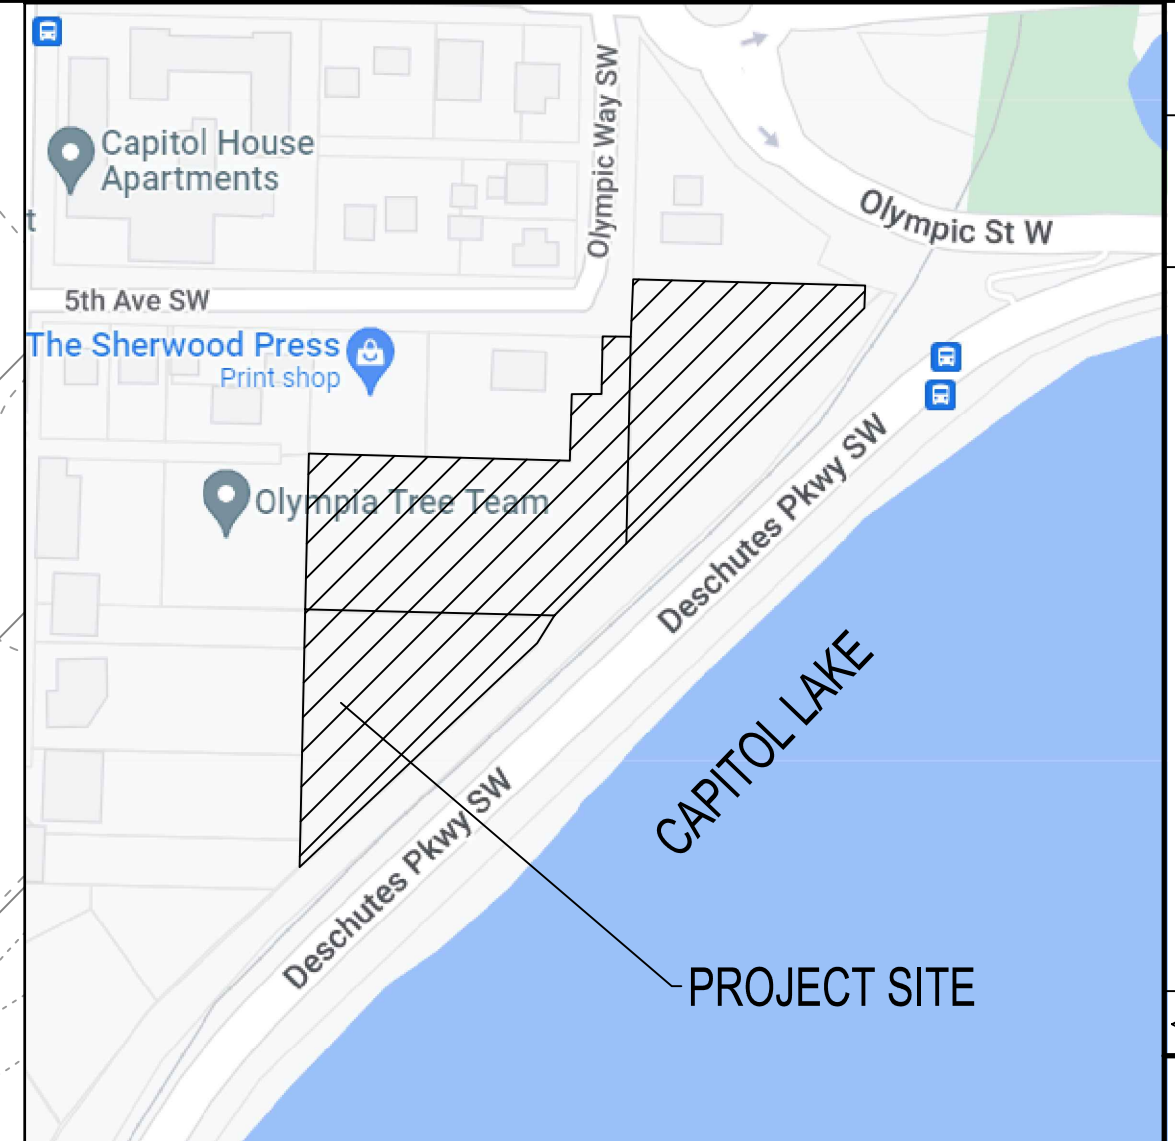 Capitol House
Apartments
t
Olympic Way SW
Olympic St W
5th Ave SW
The Sherwood Press
Print shop
Olympia Tree Team
Deschutes Pkwy SW
CAPITOL LAKE
Deschutes Pkwy SW
PROJECT SITE